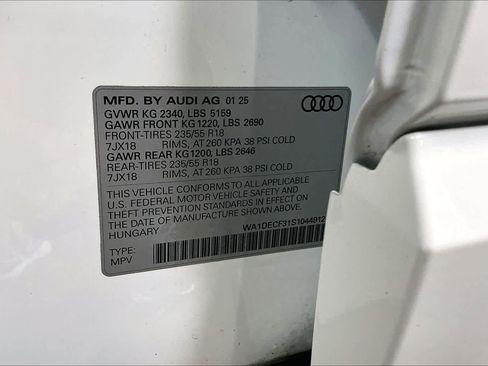 MFD. BY AUDI AG 01 25
GVWR KG 2340, LBS 5159
GAWR FRONT KG1220, LBS 2690
FRONT-TIRES 235/55 R18
7JX18 RIMS, AT 260 KPA 38 PSI COLD
GAWR REAR KG1200, LBS 2646
REAR-TIRES 235/55 R18
7JX18 RIMS, AT 260 KPA 38 PSI COLD
THIS VEHICLE CONFORMS TO ALL APPLICABLE
U.S. FEDERAL MOTOR VEHICLE SAFETY AND
THEFT PREVENTION STANDARDS IN EFFECT ON
THE DATE OF MANUFACTURE SHOWN ABOVE.
HUNGARY WA1DECF31S1044912
TYPE:
MPV